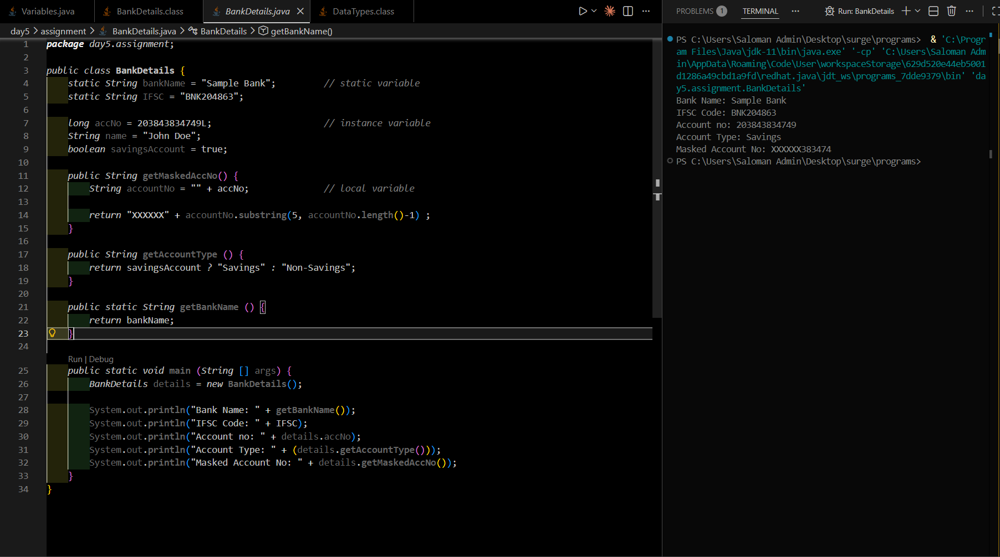 Variables.java
BankDetails.class
BankDetails.java
DataTypes.class
day5 > assignment > BankDetails.java > BankDetails > getBankName()
1 package day5.assignment;
2
3 public class BankDetails {
4 static String bankName = "Sample Bank"; // static variable
5 static String IFSC = "BNK204863";
6
7 long accNo = 203843834749L; // instance variable
8 String name = "John Doe";
9 boolean savingsAccount = true;
10
11 public String getMaskedAccNo() {
12 String accountNo = "" + accNo; // local variable
13
14 return "XXXXXX" + accountNo.substring(5, accountNo.length()-1) ;
15 }
16
17 public String getAccountType () {
18 return savingsAccount ? "Savings" : "Non-Savings";
19 }
20
21 public static String getBankName () {
22 return bankName;
23 }
24
Run | Debug
25 public static void main (String [] args) {
26 BankDetails details = new BankDetails();
27
28 System.out.println("Bank Name: " + getBankName());
29 System.out.println("IFSC Code: " + IFSC);
30 System.out.println("Account no: " + details.accNo);
31 System.out.println("Account Type: " + (details.getAccountType()));
32 System.out.println("Masked Account No: " + details.getMaskedAccNo());
33 }
34 }
PROBLEMS 1 TERMINAL ··· Run: BankDetails
PS C:\Users\Saloman Admin\Desktop\surge\programs> & 'C:\Progr
am Files\Java\jdk-11\bin\java.exe' '-cp' 'C:\Users\Saloman Adm
in\AppData\Roaming\Code\User\workspaceStorage\629d520e44eb5001
d1286a49cbd1a9fd\redhat.java\jdt_ws\programs_7dde9379\bin' 'da
y5.assignment.BankDetails'
Bank Name: Sample Bank
IFSC Code: BNK204863
Account no: 203843834749
Account Type: Savings
Masked Account No: XXXXXX383474
PS C:\Users\Saloman Admin\Desktop\surge\programs>